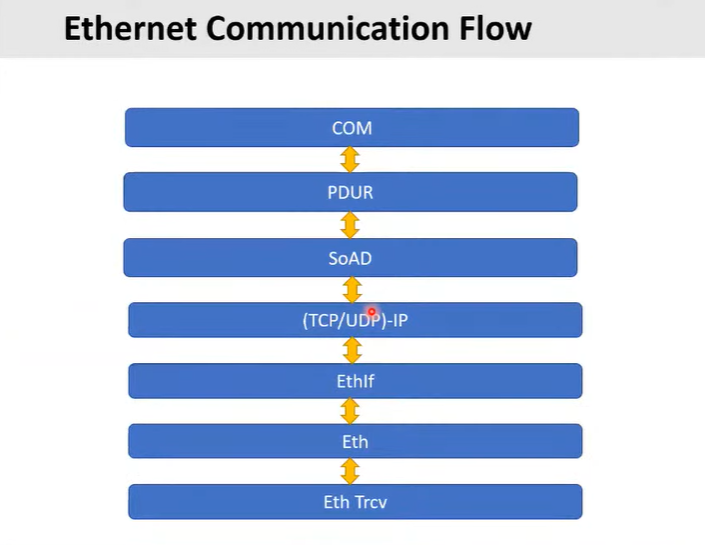 Ethernet Communication Flow
COM
PDUR
SoAD
(TCP/UDP)-IP
EthIf
Eth
Eth Trcv